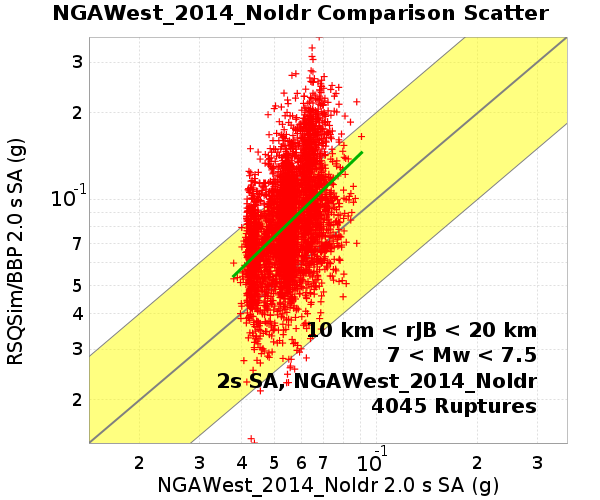 NGAWest_2014_NoIdr Comparison Scatter
3
2
10^-1
7
6
5
4
3
2
RSQSim/BBP 2.0 s SA (g)
10 km < rJB < 20 km
7 < Mw < 7.5
2s SA, NGAWest_2014_NoIdr
4045 Ruptures
2 3 4 5 6 7 10^-1 2 3
NGAWest_2014_NoIdr 2.0 s SA (g)